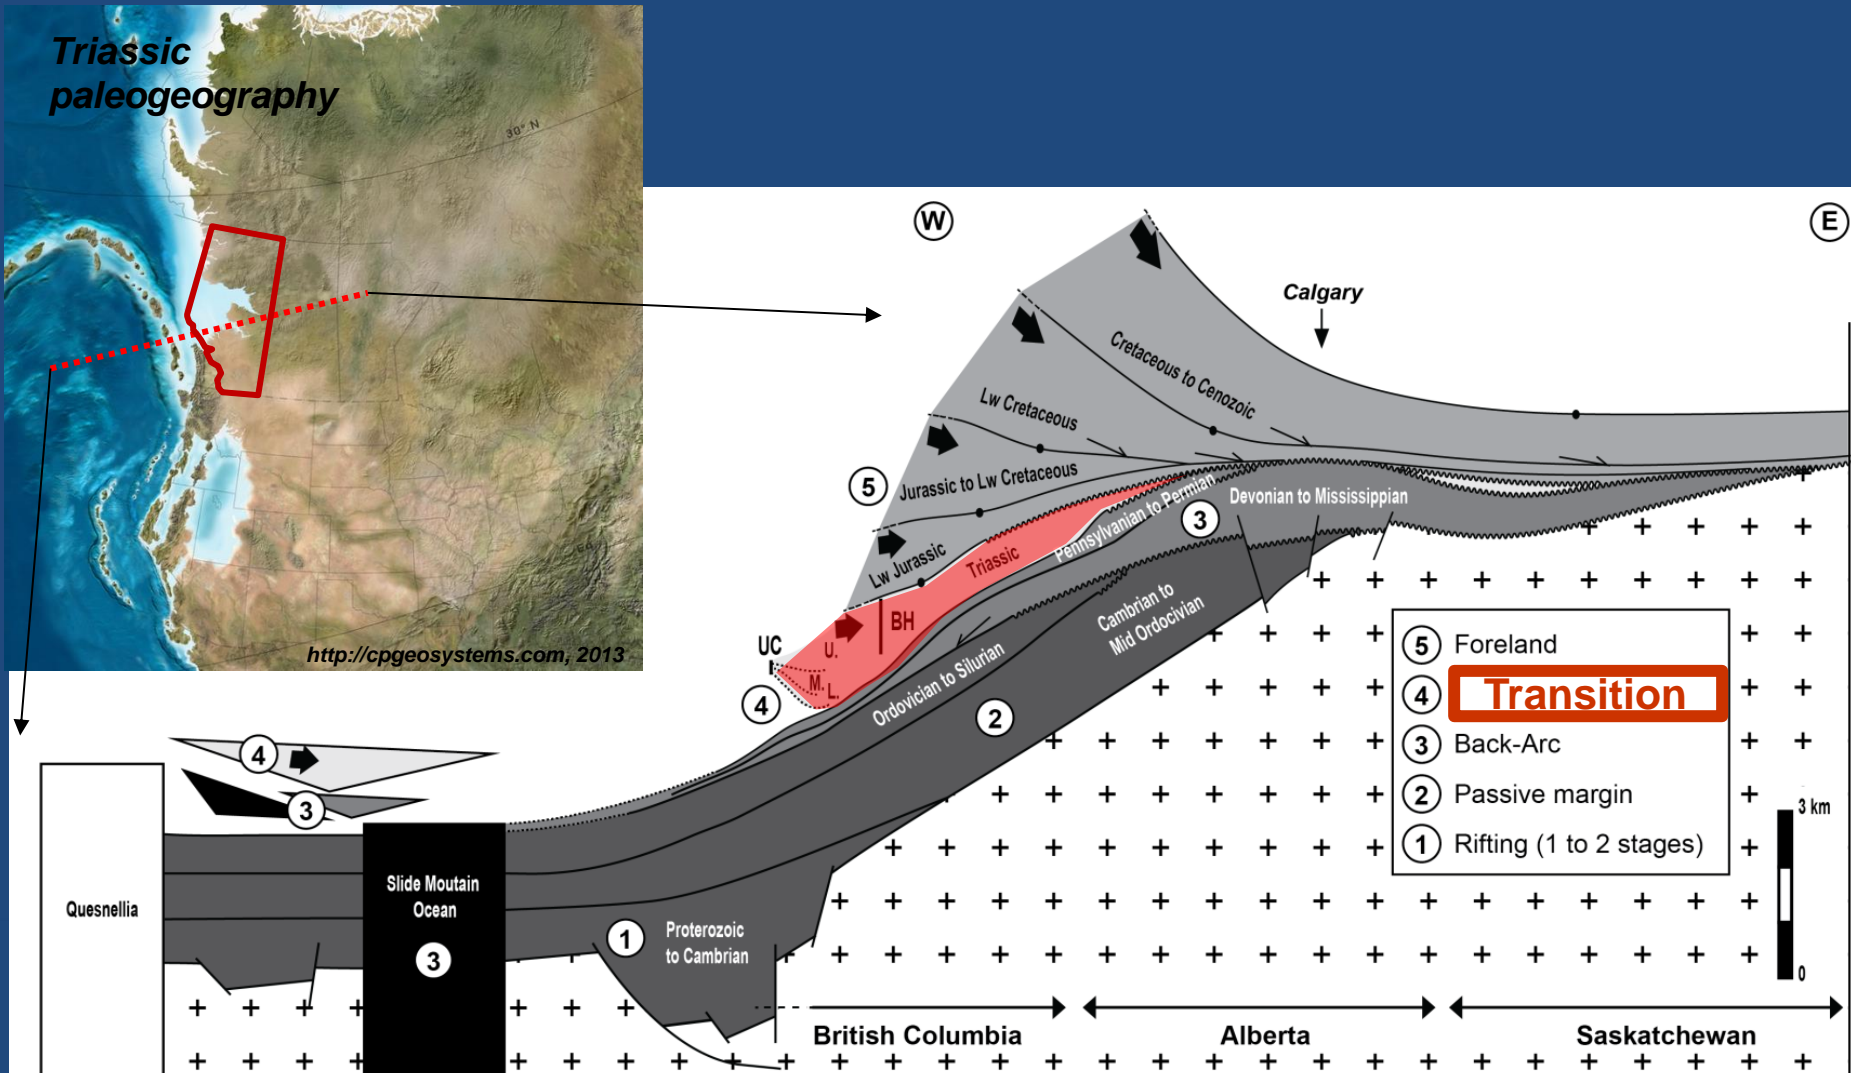 Triassic
paleogeography
30° N
http://cpgeosystems.com, 2013
W
E
Calgary
Cretaceous to Cenozoic
Lw Cretaceous
Jurassic to Lw Cretaceous
5
Lw Jurassic
Triassic
Pennsylvanian to Permian
3
Devonian to Mississippian
BH
UC
U.
M.
L.
4
Ordovician to Silurian
2
Cambrian to
Mid Ordocivian
5 Foreland
4 Transition
3 Back-Arc
2 Passive margin
1 Rifting (1 to 2 stages)
3 km
0
4
3
Quesnellia
Slide Moutain
Ocean
3
1
Proterozoic
to Cambrian
British Columbia
Alberta
Saskatchewan